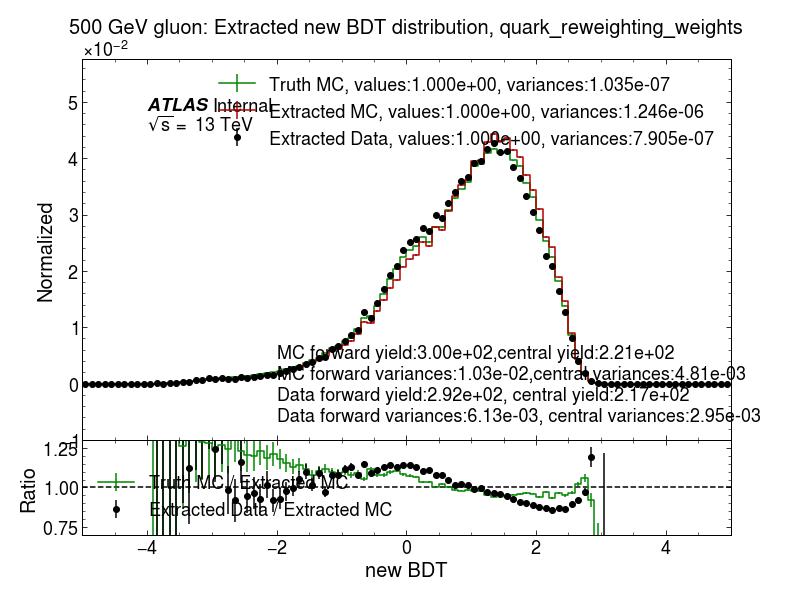 500 GeV gluon: Extracted new BDT distribution, quark_reweighting_weights
×10⁻²
Truth MC, values:1.000e+00, variances:1.035e-07
ATLAS Internal
Extracted MC, values:1.000e+00, variances:1.246e-06
√s = 13 TeV
Extracted Data, values:1.000e+00, variances:7.905e-07
5
4
3
2
1
0
Normalized
MC forward yield:3.00e+02,central yield:2.21e+02
MC forward variances:1.03e-02,central variances:4.81e-03
Data forward yield:2.92e+02, central yield:2.17e+02
Data forward variances:6.13e-03, central variances:2.95e-03
1.25
1.00
0.75
Ratio
Truth MC / Extracted MC
Extracted Data / Extracted MC
−4 −2 0 2 4
new BDT